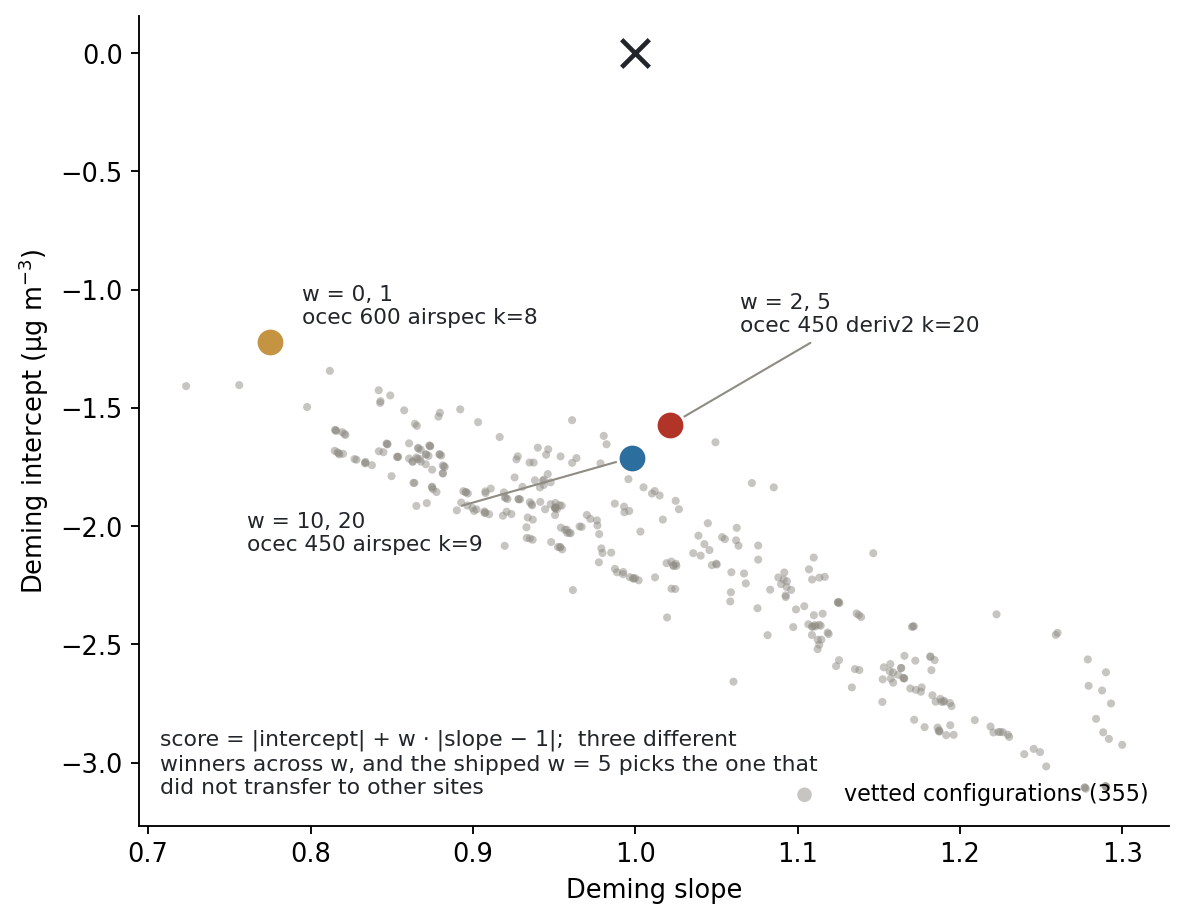 0.0
−0.5
−1.0
−1.5
−2.0
−2.5
−3.0
Deming intercept (µg m⁻³)
w = 0, 1
ocec 600 airspec k=8
w = 2, 5
ocec 450 deriv2 k=20
w = 10, 20
ocec 450 airspec k=9
score = |intercept| + w · |slope − 1|;  three different
winners across w, and the shipped w = 5 picks the one that
did not transfer to other sites
vetted configurations (355)
0.7 0.8 0.9 1.0 1.1 1.2 1.3
Deming slope